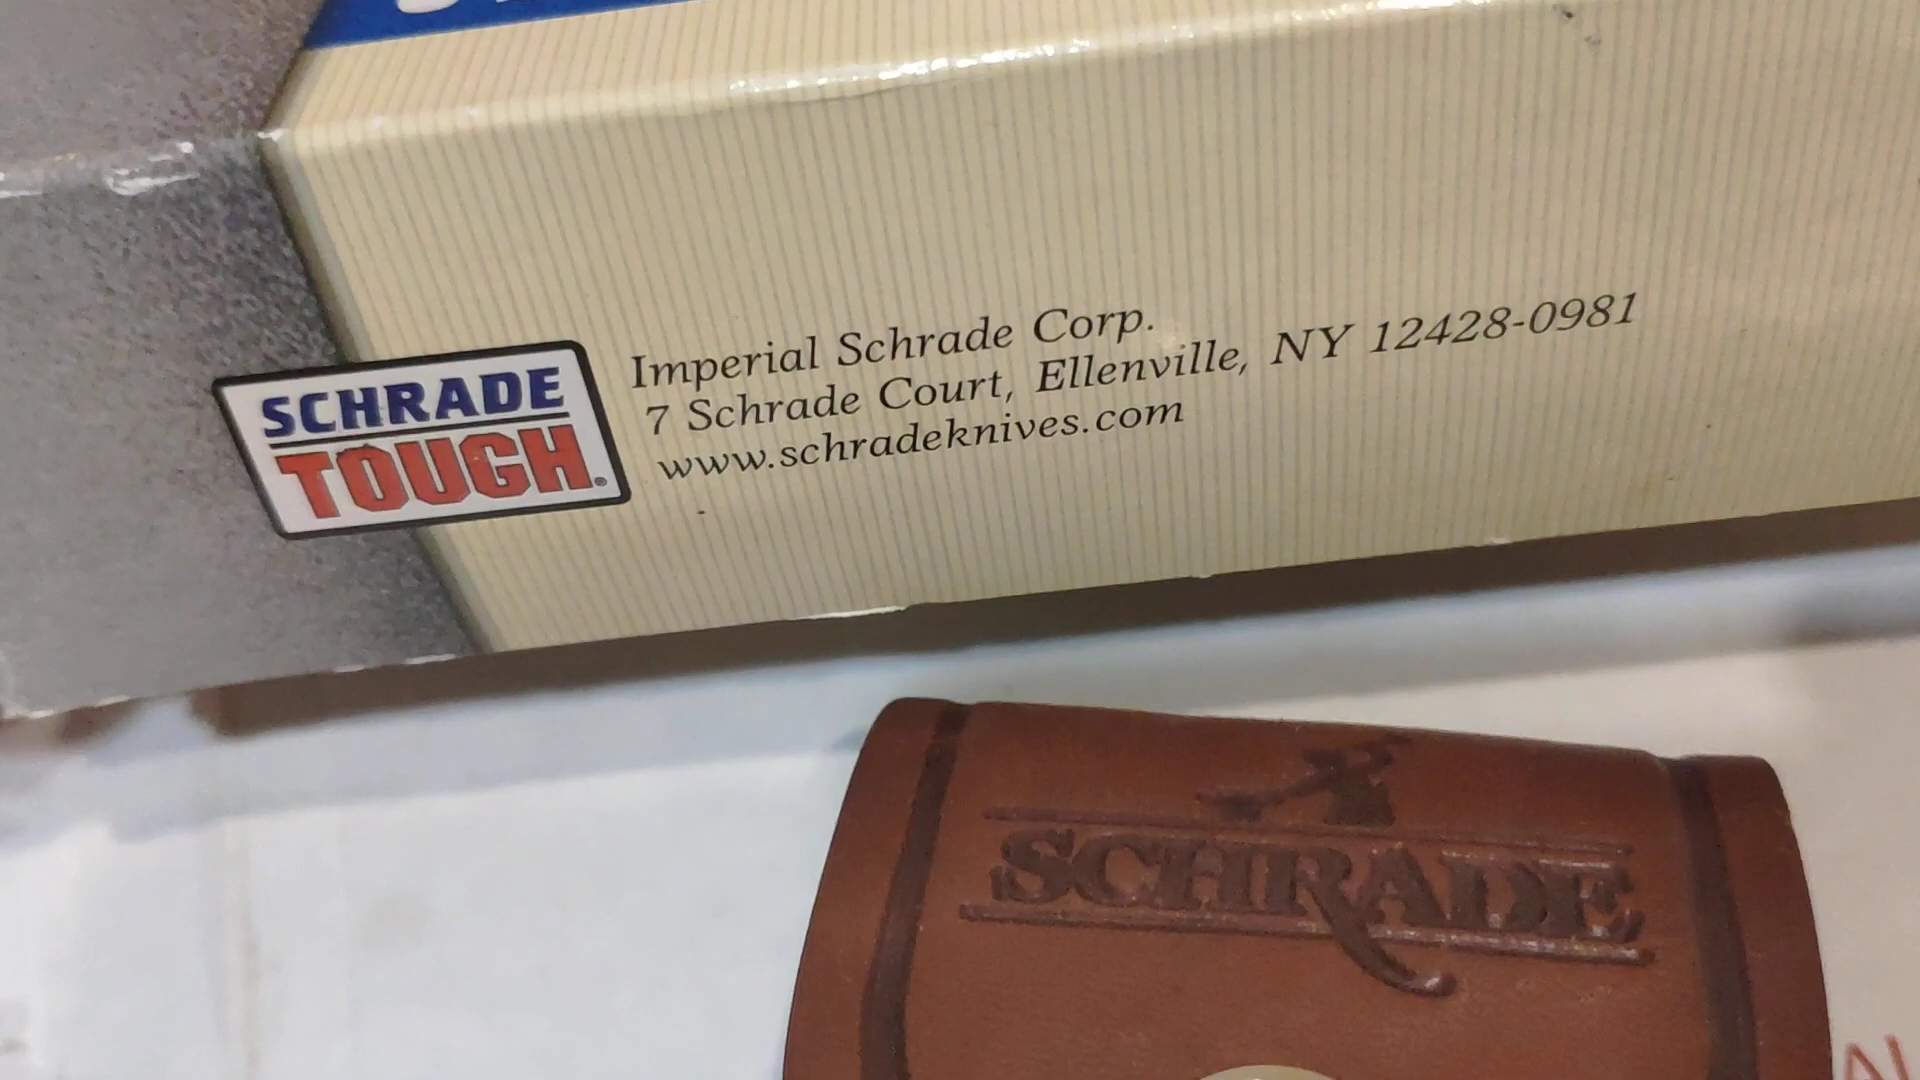 SCHRADE
TOUGH.
Imperial Schrade Corp.
7 Schrade Court, Ellenville, NY 12428-0981
www.schradeknives.com
SCHRADE